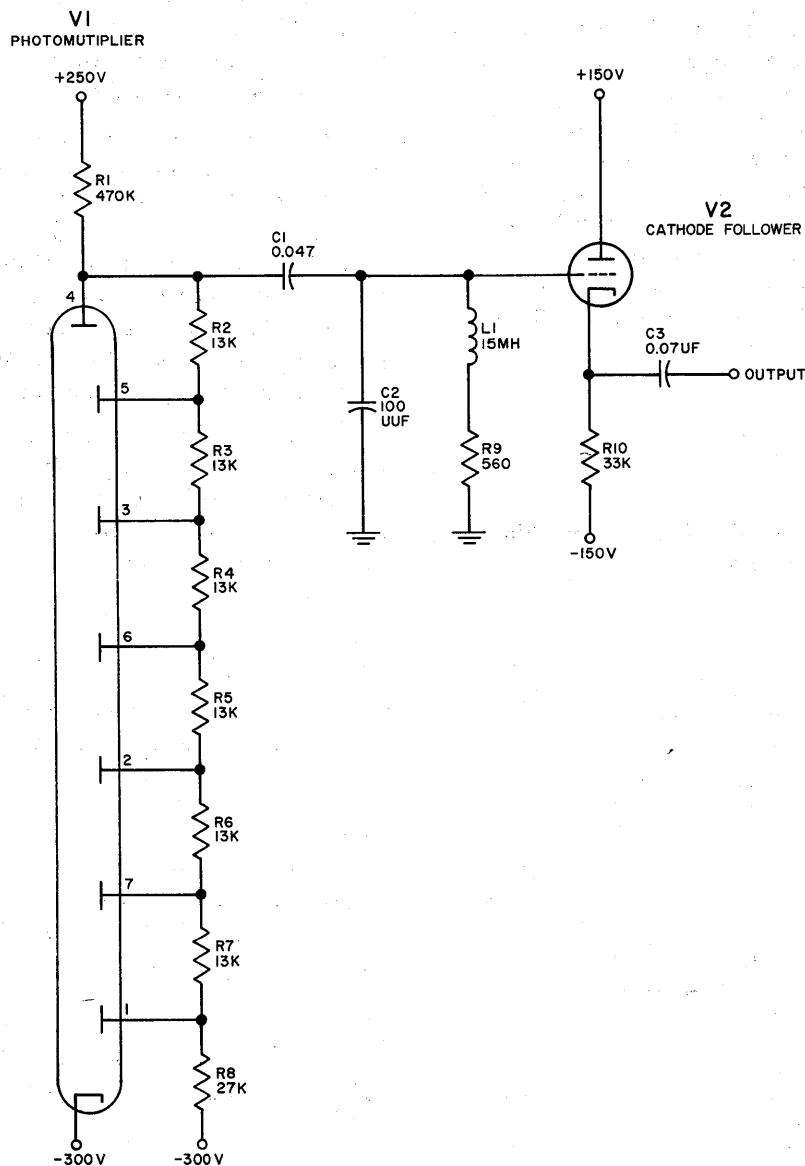 V1
PHOTOMUTIPLIER
+250V
R1
470K
4
5
3
6
2
7
1
R2
13K
R3
13K
R4
13K
R5
13K
R6
13K
R7
13K
R8
27K
-300V
-300V
C1
0.047
C2
100
UUF
L1
15MH
R9
560
+150V
V2
CATHODE FOLLOWER
C3
0.07UF
OUTPUT
R10
33K
-150V